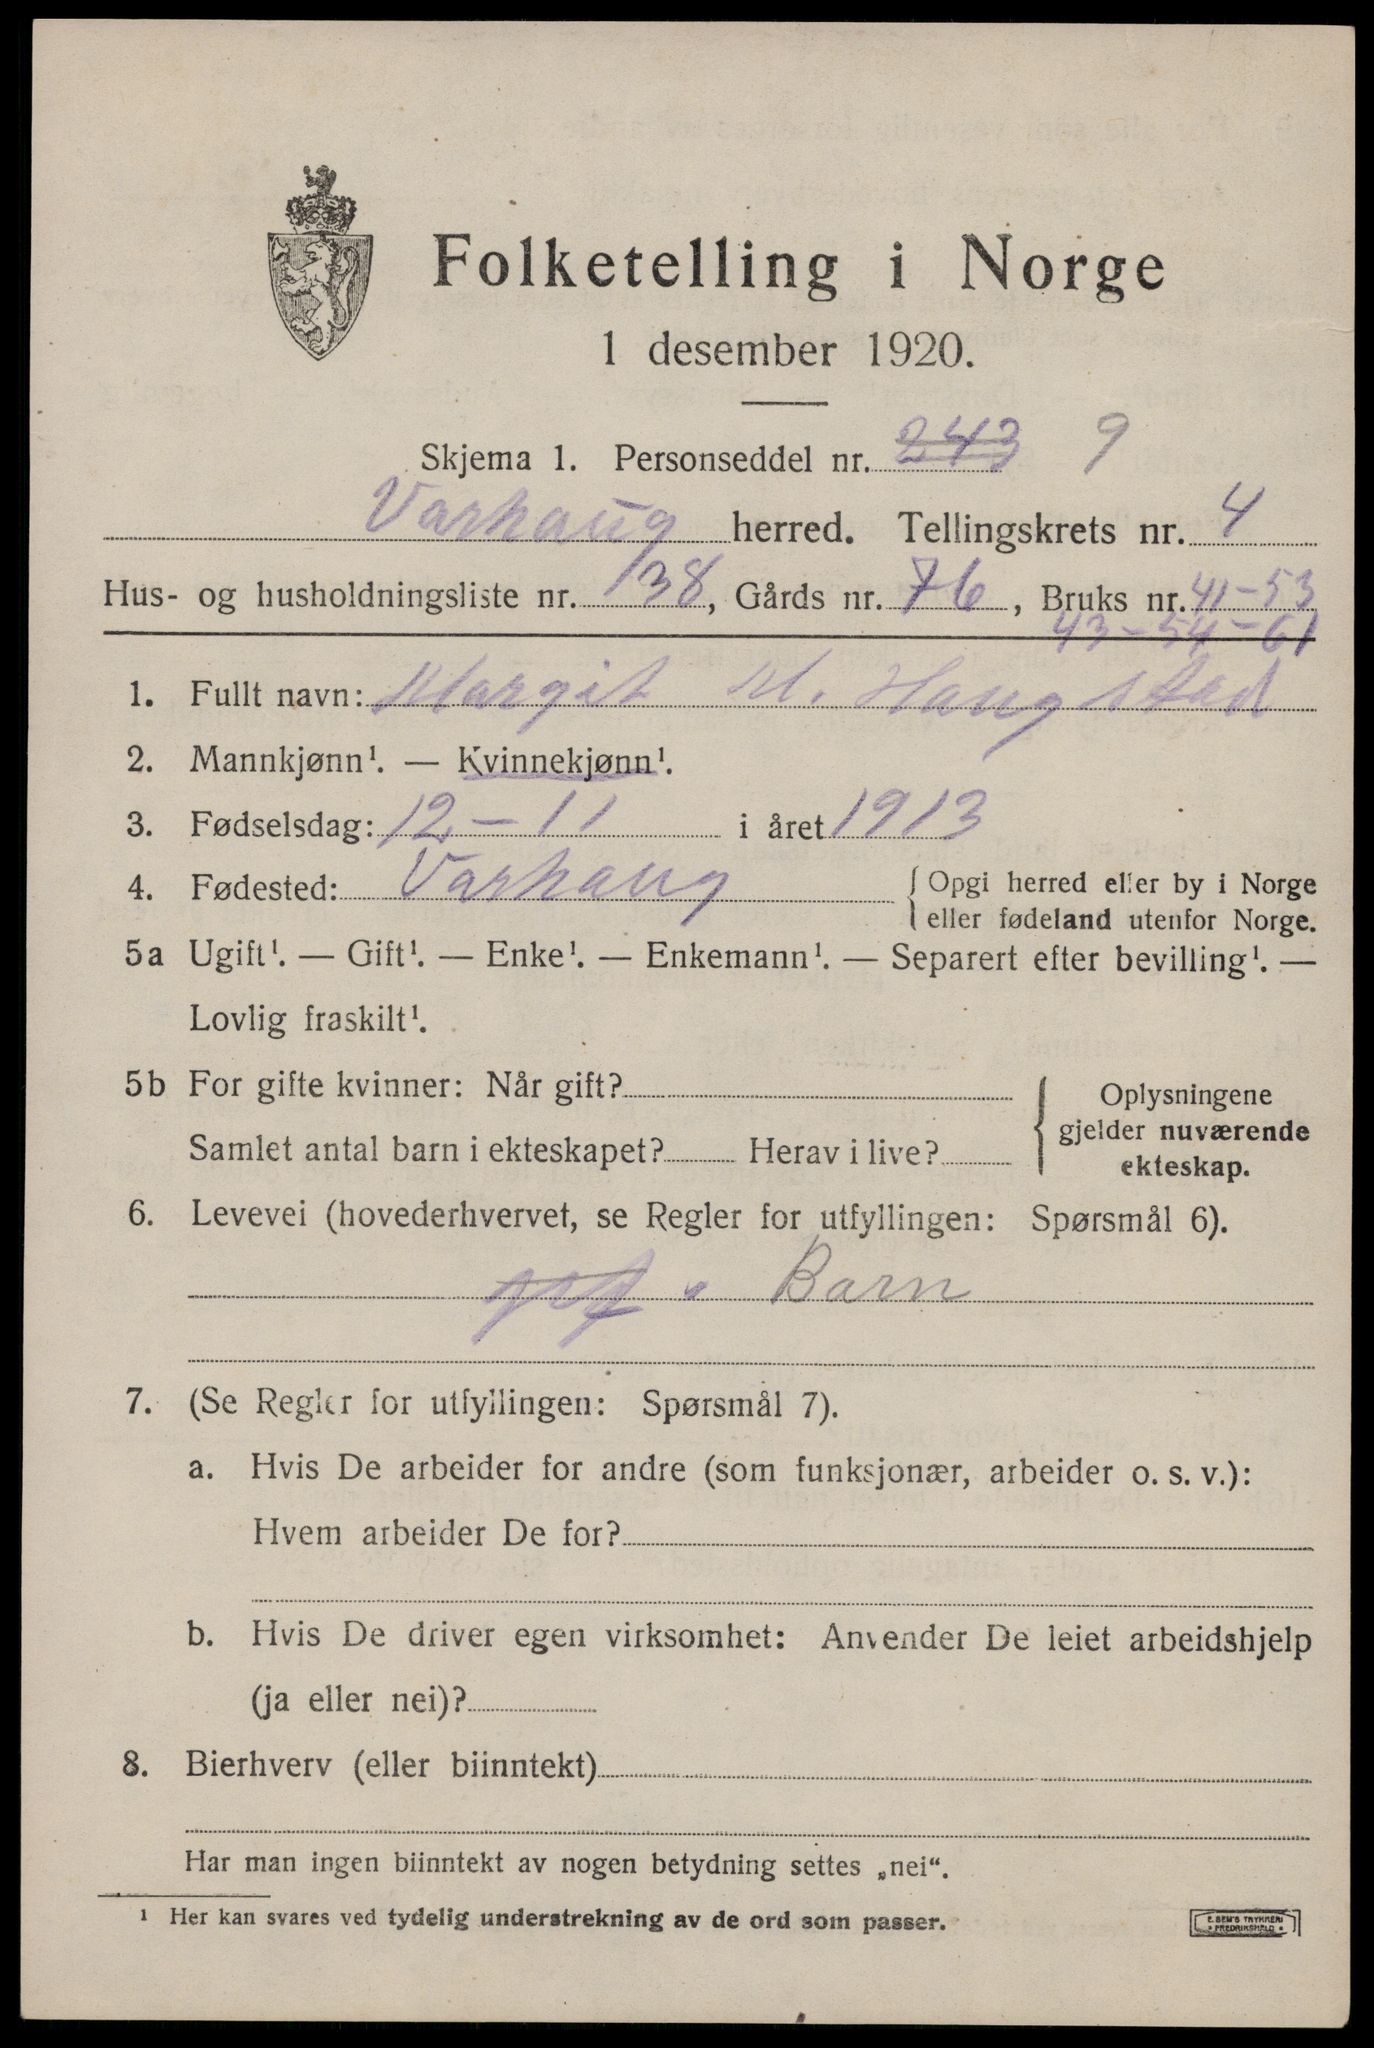 Folketelling i Norge
1 desember 1920.
Skjema 1. Personseddel nr. 243 9
Varhaug herred. Tellingskrets nr. 4
Hus- og husholdningsliste nr. 138, Gårds nr. 76, Bruks nr. 41-53
43-54-61
1. Fullt navn: Margit M. Haugstad
2. Mannkjønn¹. — Kvinnekjønn¹.
3. Fødselsdag: 12-11 i året 1913
4. Fødested: Varhaug { Opgi herred eller by i Norge
eller fødeland utenfor Norge.
5a Ugift¹. — Gift¹. — Enke¹. — Enkemann¹. — Separert efter bevilling¹. —
Lovlig fraskilt¹.
5b For gifte kvinner: Når gift? { Oplysningene
gjelder nuværende
Samlet antal barn i ekteskapet? Herav i live? ekteskap.
6. Levevei (hovederhvervet, se Regler for utfyllingen: Spørsmål 6).
Barn
7. (Se Regler for utfyllingen: Spørsmål 7).
a. Hvis De arbeider for andre (som funksjonær, arbeider o. s. v.):
Hvem arbeider De for?
b. Hvis De driver egen virksomhet: Anvender De leiet arbeidshjelp
(ja eller nei)?
8. Bierhverv (eller biinntekt)
Har man ingen biinntekt av nogen betydning settes „nei“.
¹ Her kan svares ved tydelig understrekning av de ord som passer.
E. SEM'S TRYKKERI
• FREDRIKSHALD •